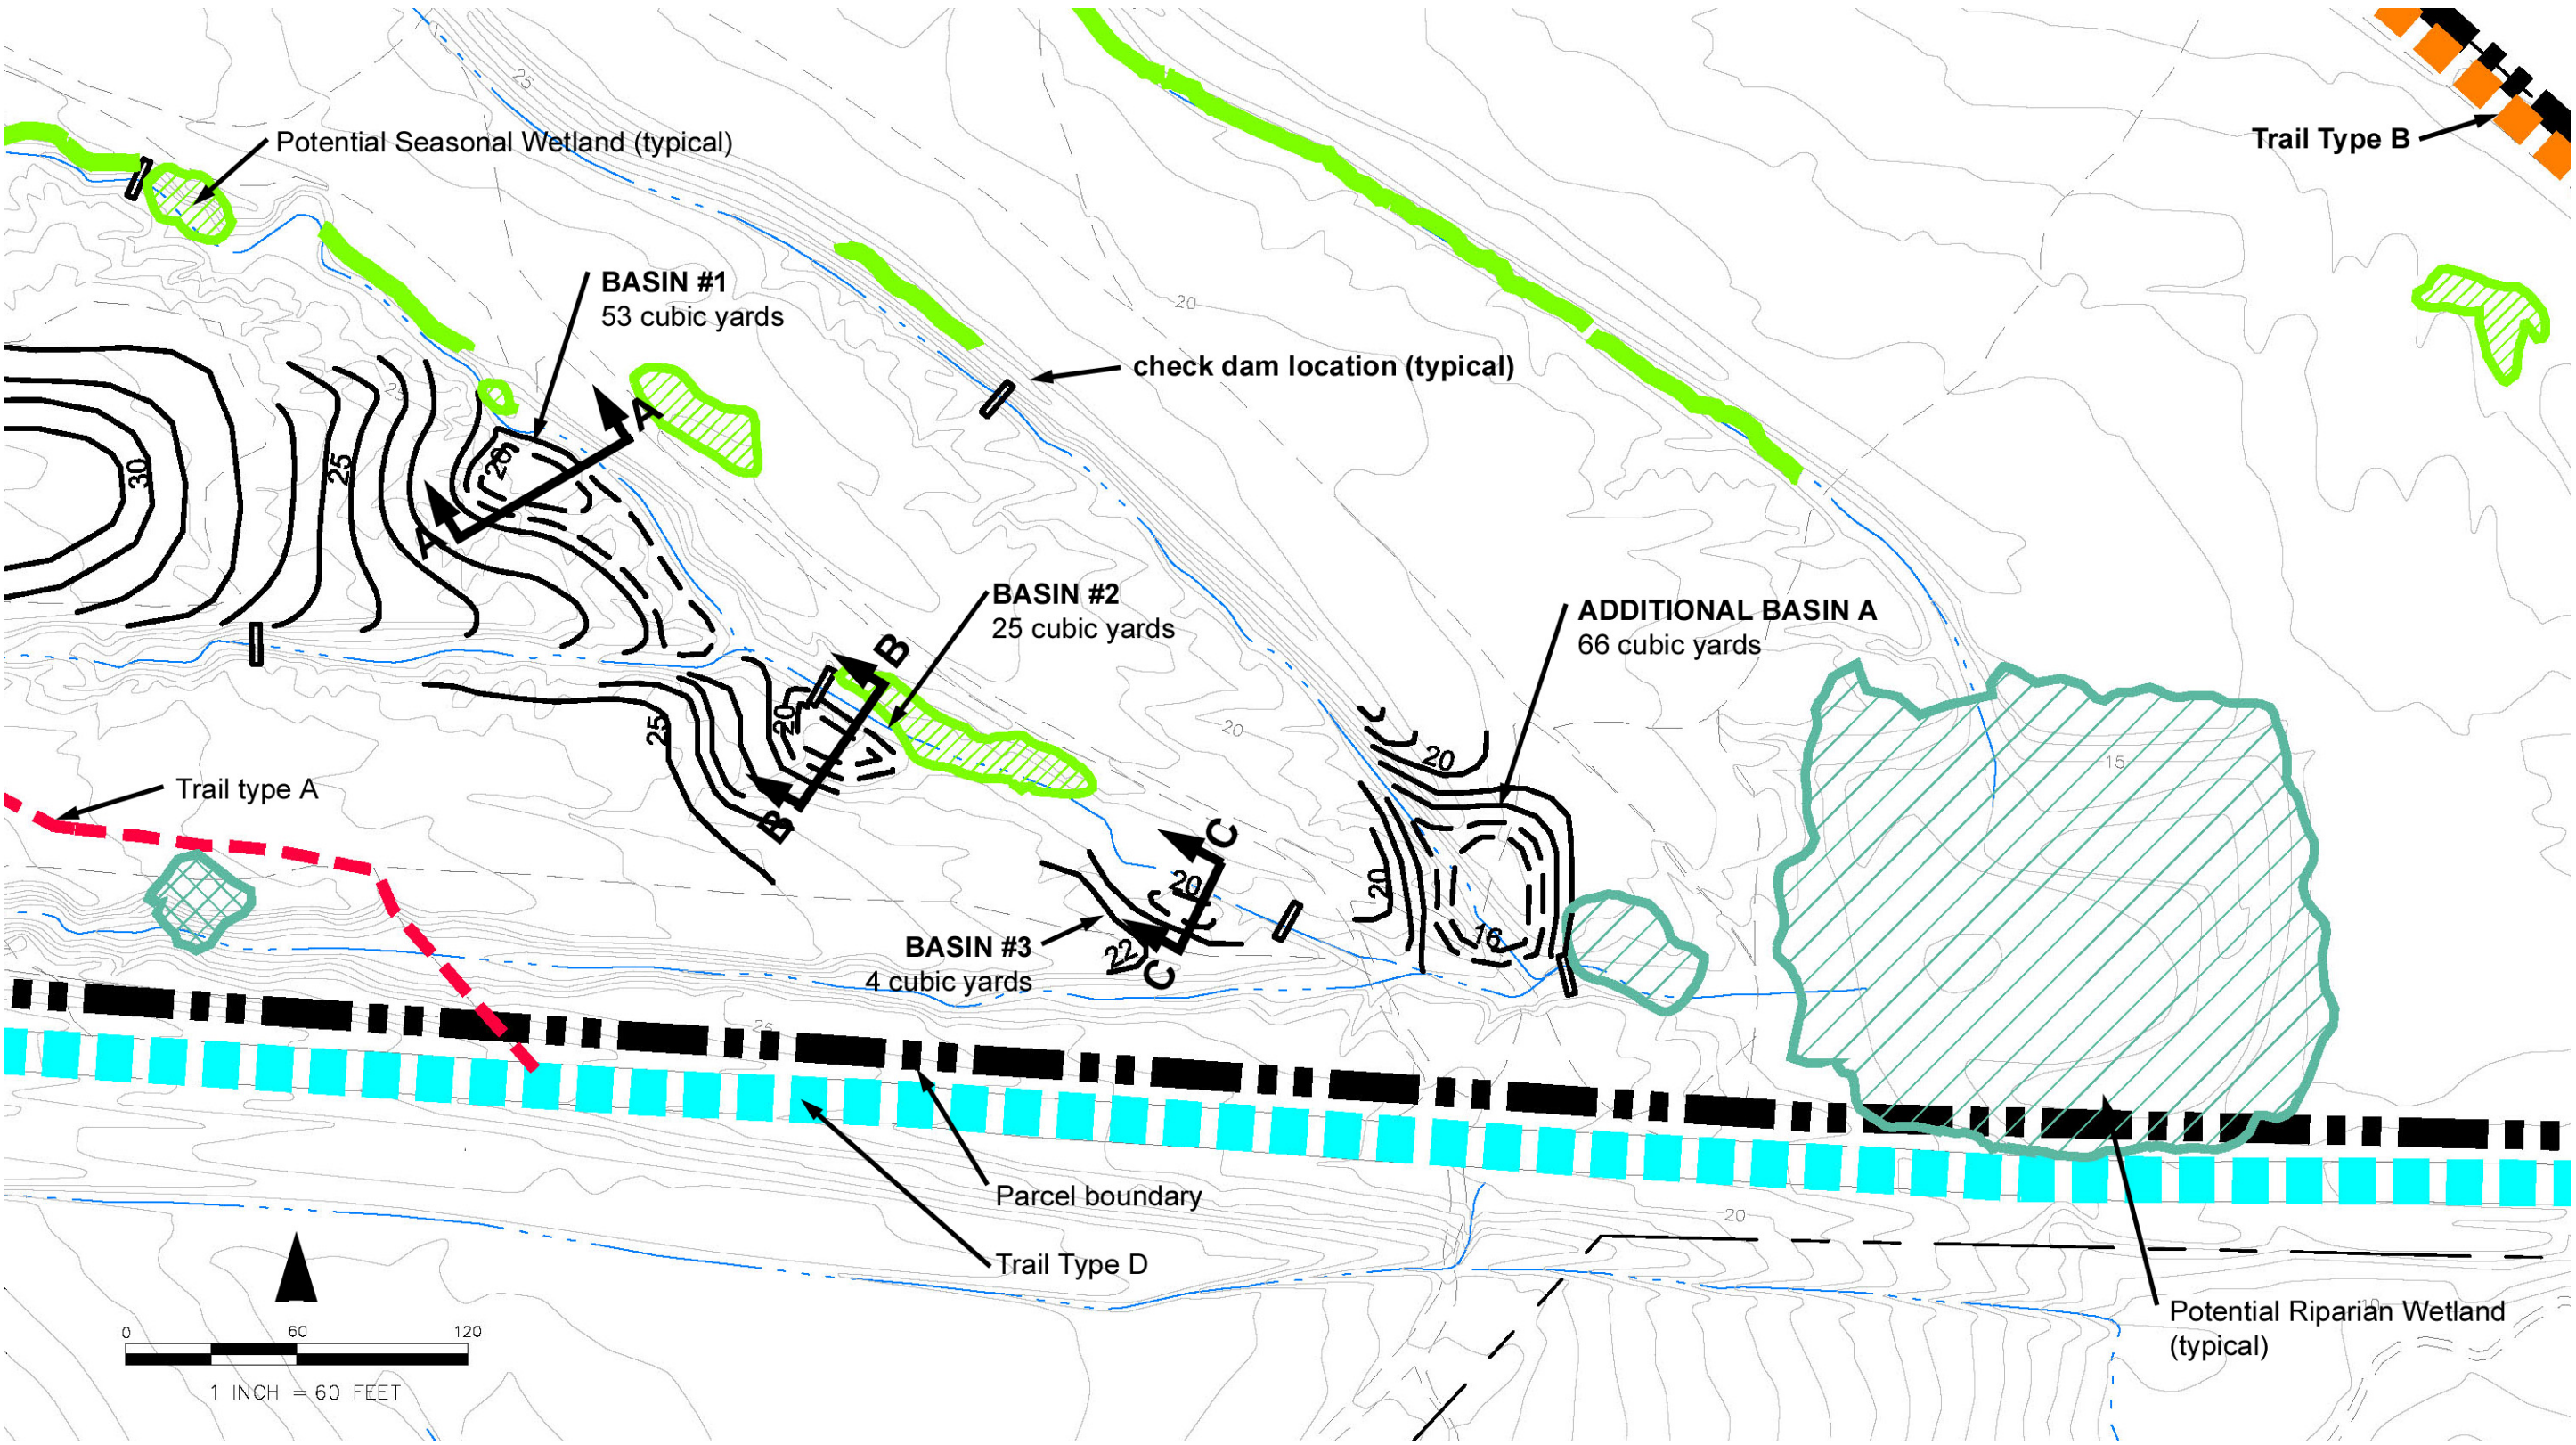 25
Trail Type B
Potential Seasonal Wetland (typical)
BASIN #1
53 cubic yards
20
check dam location (typical)
25
A
30
25
20
A
BASIN #2
25 cubic yards
ADDITIONAL BASIN A
66 cubic yards
B
20
25
20
20
15
Trail type A
B
C
20
20
16
BASIN #3
4 cubic yards
22
C
25
Parcel boundary
20
Trail Type D
Potential Riparian Wetland
(typical)
0 60 120
1 INCH = 60 FEET